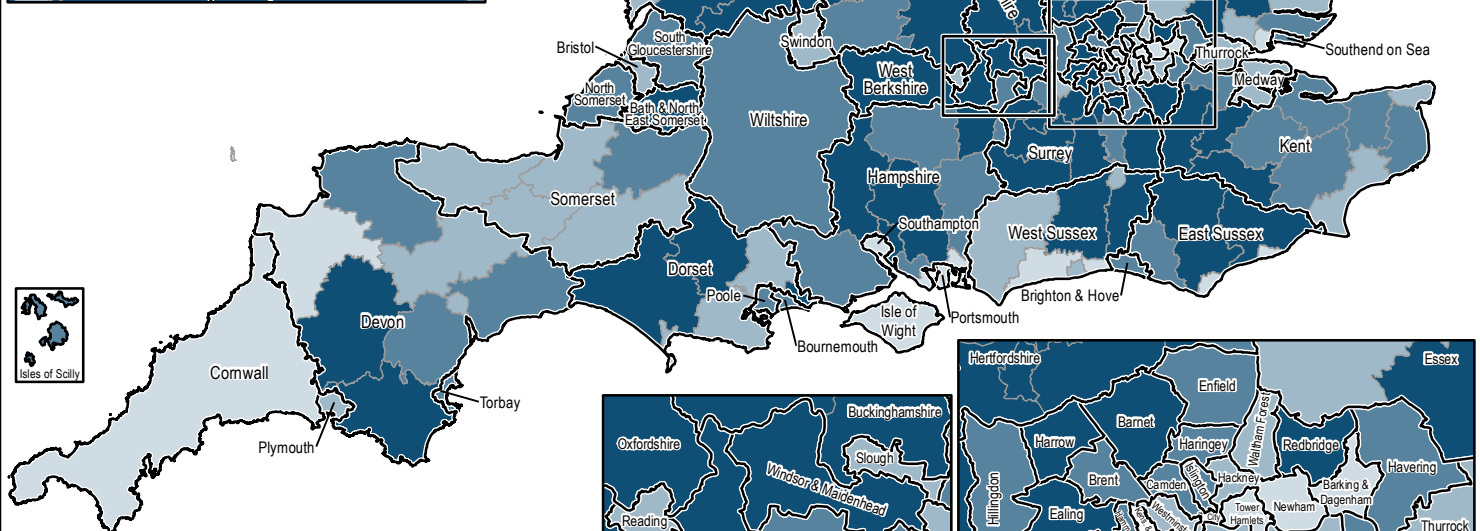 South
Gloucestershire
Bristol
Swindon
Thurrock
Southend on Sea
West
Berkshire
Medway
North
Somerset
Bath & North
East Somerset
Wiltshire
Kent
Surrey
Hampshire
Somerset
Southampton
West Sussex
East Sussex
Dorset
Poole
Brighton & Hove
Isle of
Wight
Portsmouth
Devon
Bournemouth
Isles of Scilly
Cornwall
Torbay
Plymouth
Buckinghamshire
Oxfordshire
Slough
Windsor & Maidenhead
Reading
Hertfordshire
Essex
Enfield
Barnet
Waltham Forest
Harrow
Haringey
Redbridge
Havering
Brent
Camden
Islington
Hackney
Barking &
Dagenham
Hillingdon
Ealing
City
Tower
Hamlets
Newham
Thurrock